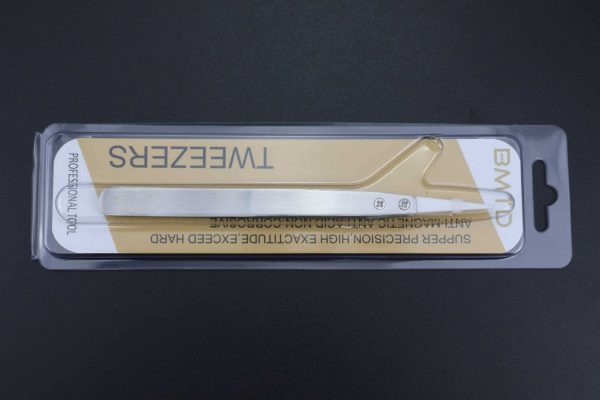 BMTD
TWEEZERS
SUPPER PRECISION HIGH EXACTITUDE,EXCEED HARD
ANTI-MAGNETIC,ANTI-ACID NON-CORROSIVE
PROFESSIONAL TOOL